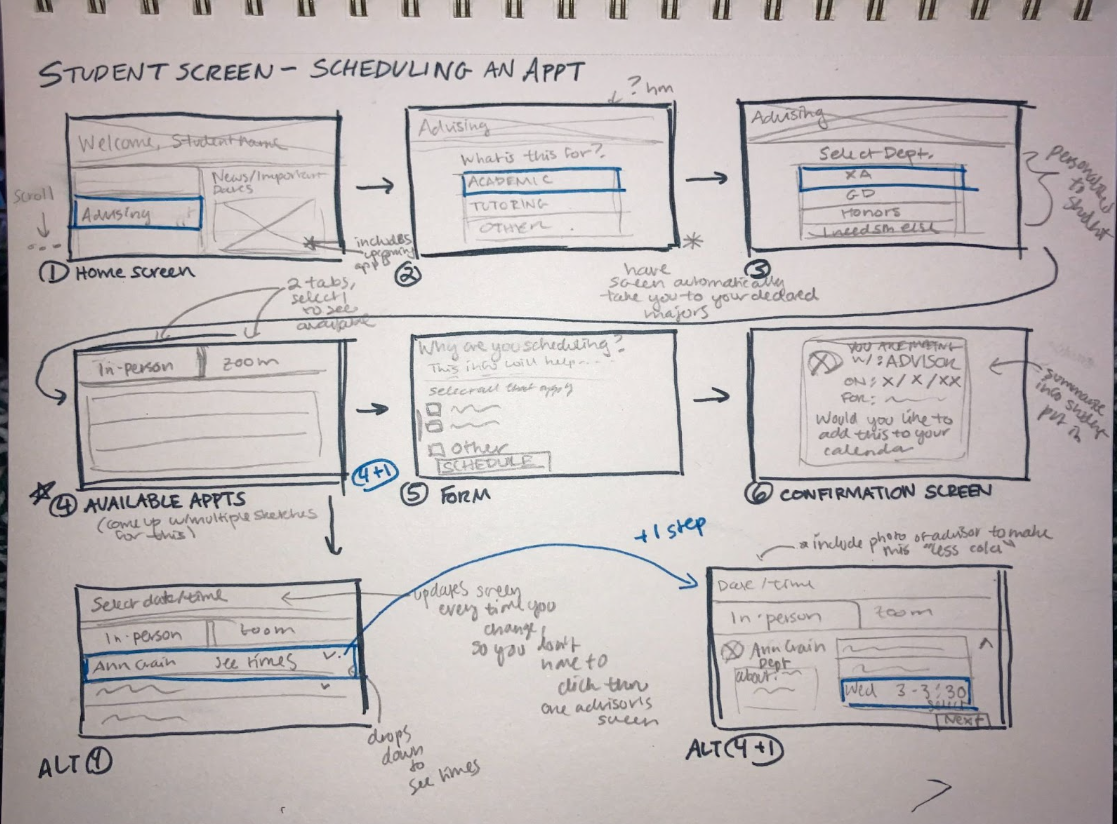 STUDENT SCREEN - SCHEDULING AN APPT
Welcome, Student name
News/Important
Dates
Advising
Scroll
* includes
upcoming
appts
① Home screen
? hm
Advising
What is this for?
ACADEMIC
TUTORING
OTHER
②
*
have
screen automatically
take you to your declared
majors
Advising
Select Dept.
XA
GD
Honors
I need sm else
③
personalized
to student
2 tabs,
select 1
to see
available
In-person
Zoom
④ AVAILABLE APPTS
(come up w/multiple sketches
for this)
4+1
Why are you scheduling?
This info will help...
select all that apply
Other
SCHEDULE
⑤ FORM
YOU ARE MEETING
W/: ADVISOR
ON: X/X/XX
FOR:
Would you like to
add this to your
calendar
⑥ CONFIRMATION SCREEN
summarize
info student
put in
Select date/time
In-person
Zoom
Ann Crain see times
ALT ④
updates screen
every time you
change,
so you don't
have to
click thru
one advisor's
screen
drops
down
to
see times
+1 step
* include photo of advisor to make
this "less cold"
Date/time
In-person
Zoom
Ann Crain
Dept
about:
Wed 3-3:30
select
Next
ALT (4+1)